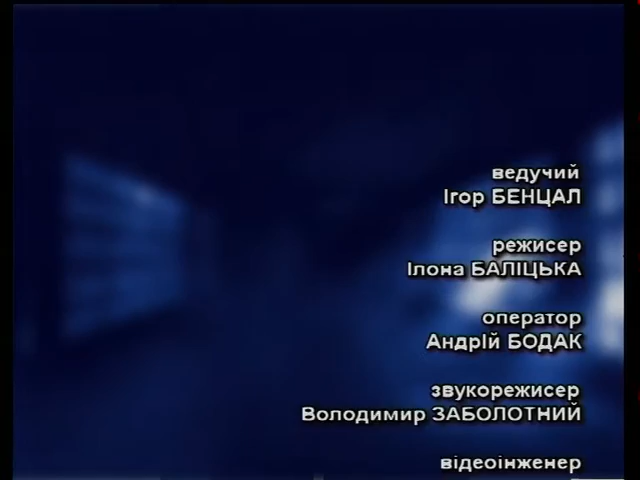 ведучий
Ігор БЕНЦАЛ
режисер
Ілона БАЛІЦЬКА
оператор
Андрій БОДАК
звукорежисер
Володимир ЗАБОЛОТНИЙ
відеоінженер